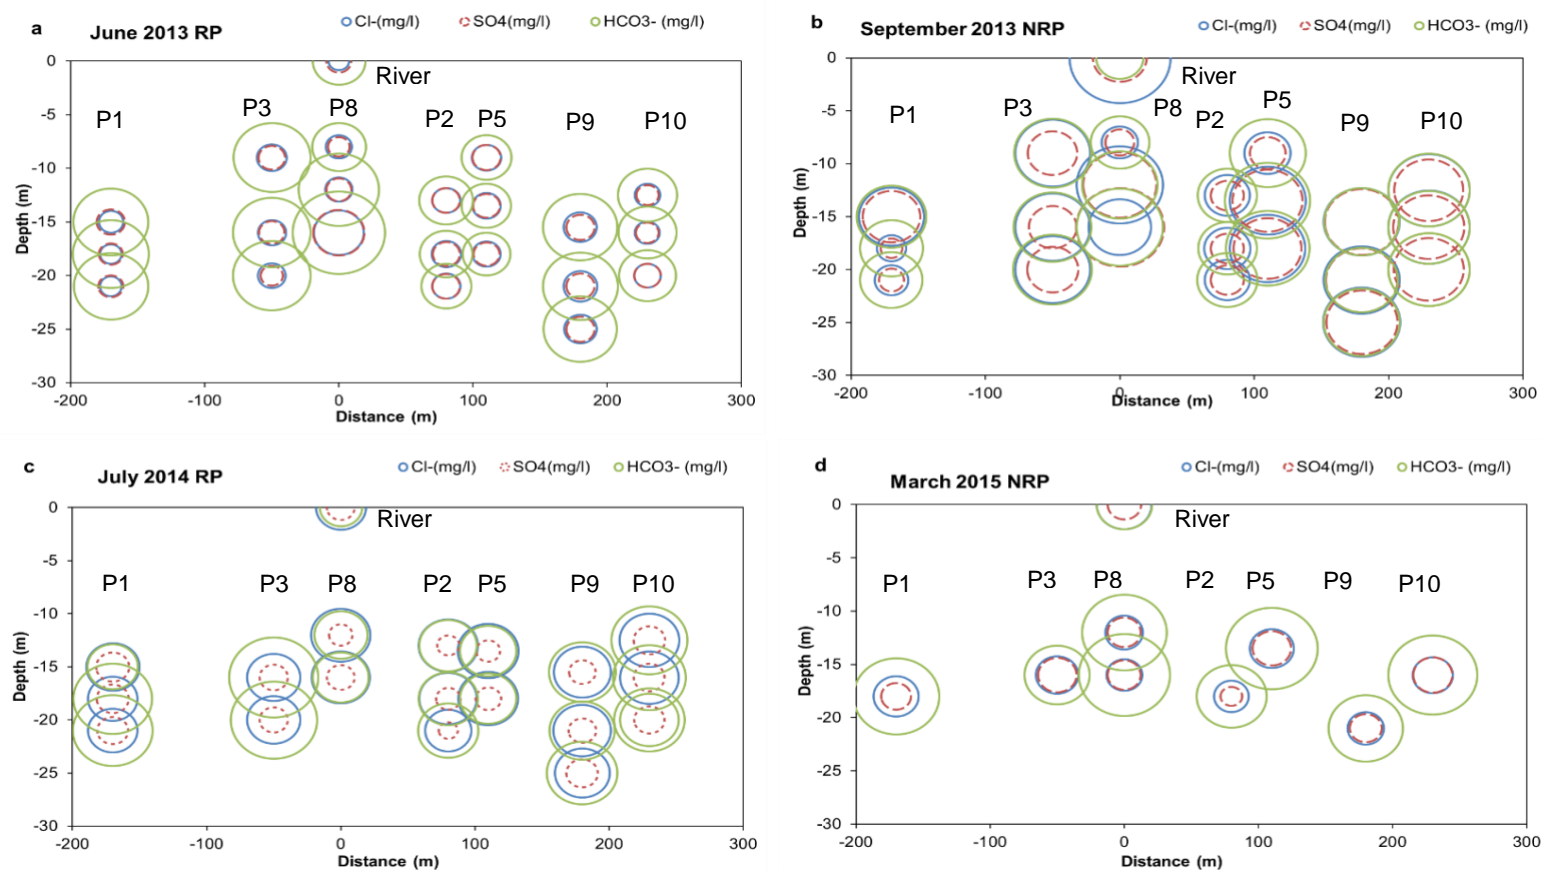 a
June 2013 RP
Cl-(mg/l)
SO4(mg/l)
HCO3- (mg/l)
River
P1
P3
P8
P2
P5
P9
P10
0
-5
-10
-15
-20
-25
-30
Depth (m)
-200
-100
0
100
200
300
Distance (m)
b
September 2013 NRP
Cl-(mg/l)
SO4(mg/l)
HCO3- (mg/l)
River
P1
P3
P8
P2
P5
P9
P10
0
-5
-10
-15
-20
-25
-30
Depth (m)
-200
-100
0
100
200
300
Distance (m)
c
July 2014 RP
Cl-(mg/l)
SO4(mg/l)
HCO3- (mg/l)
River
P1
P3
P8
P2
P5
P9
P10
0
-5
-10
-15
-20
-25
-30
Depth (m)
-200
-100
0
100
200
300
Distance (m)
d
March 2015 NRP
Cl-(mg/l)
SO4(mg/l)
HCO3- (mg/l)
River
P1
P3
P8
P2
P5
P9
P10
0
-5
-10
-15
-20
-25
-30
Depth (m)
-200
-100
0
100
200
300
Distance (m)